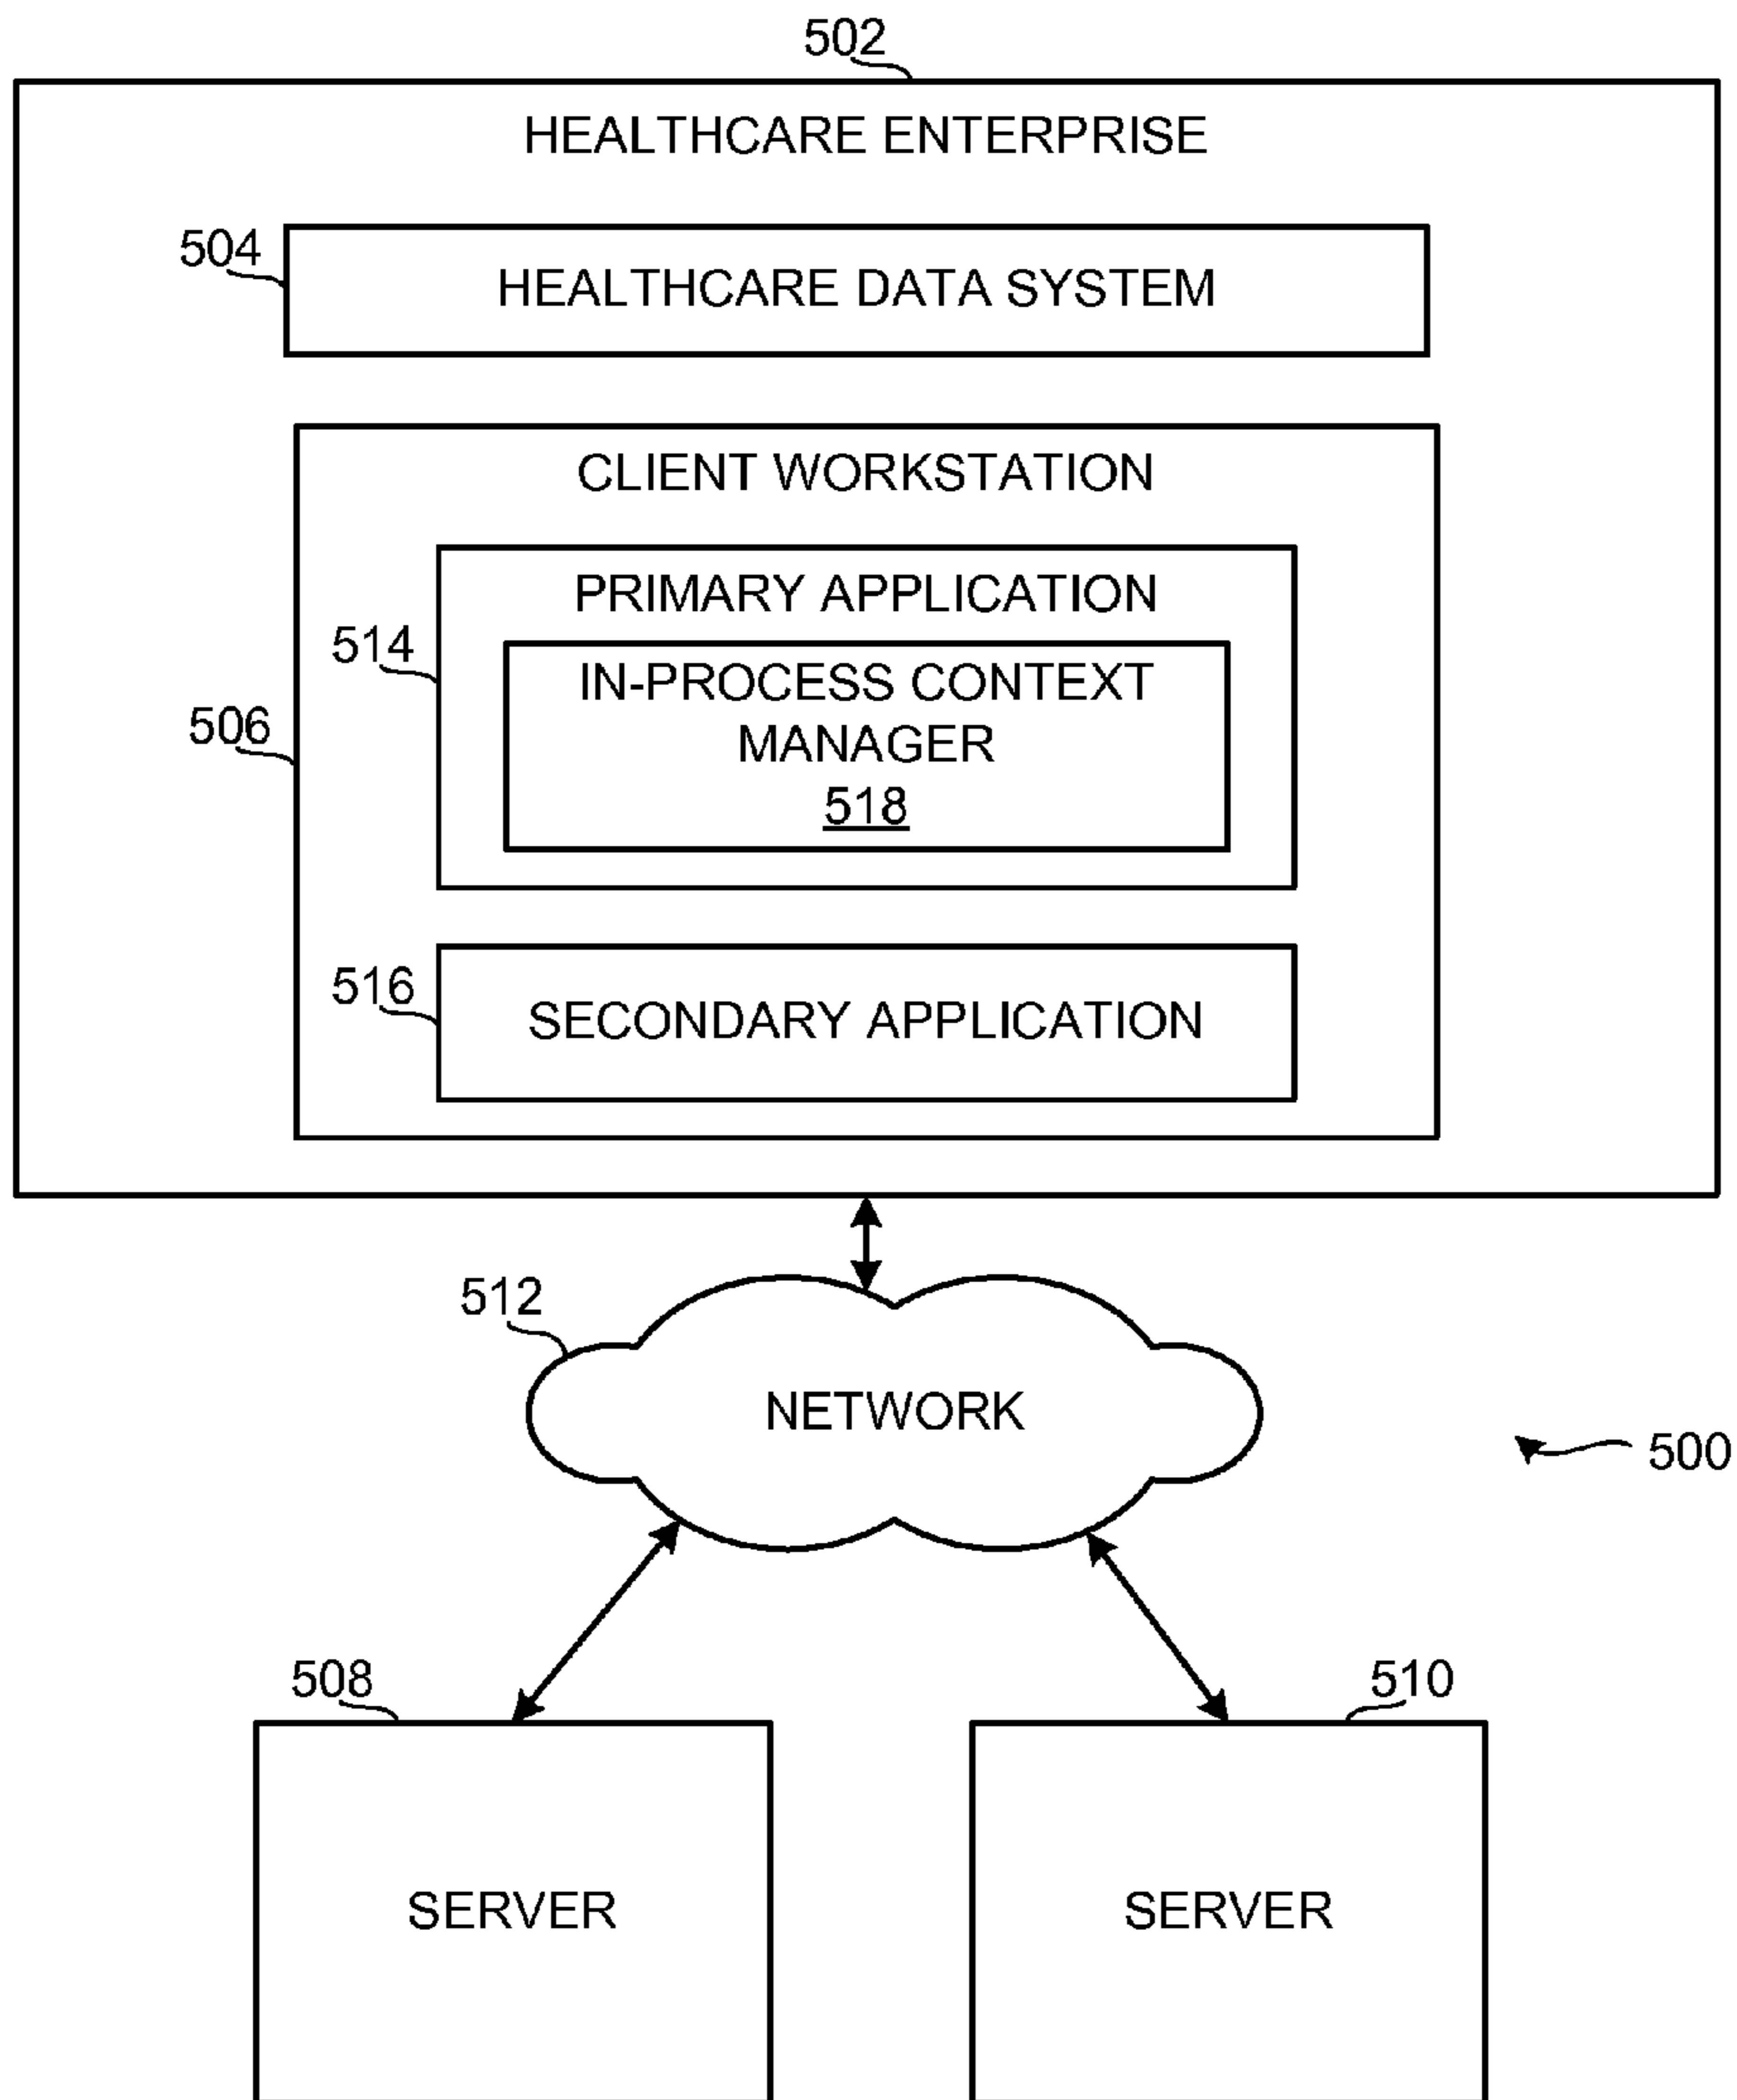 502
HEALTHCARE ENTERPRISE
504
HEALTHCARE DATA SYSTEM
CLIENT WORKSTATION
PRIMARY APPLICATION
514
IN-PROCESS CONTEXT
MANAGER
518
506
516
SECONDARY APPLICATION
512
NETWORK
500
508
510
SERVER
SERVER